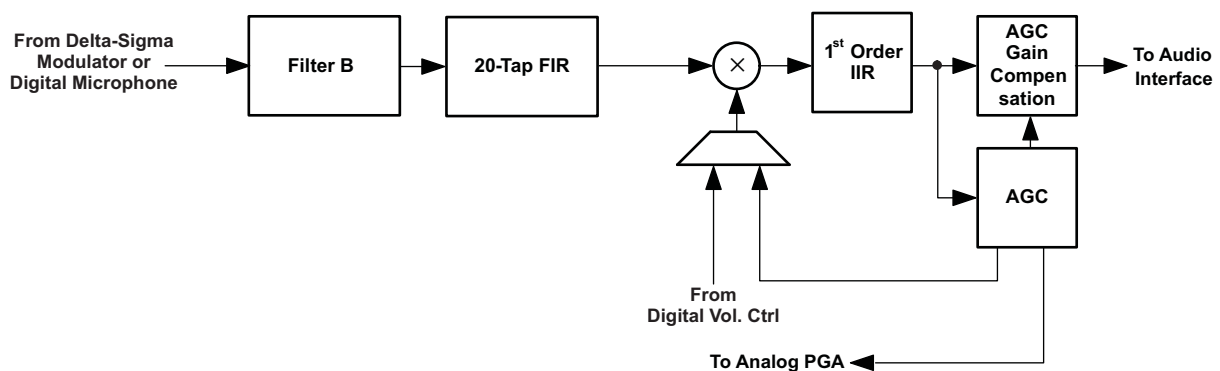 From Delta-Sigma
Modulator or
Digital Microphone
Filter B
20-Tap FIR
×
1st Order
IIR
AGC
Gain
Compen
sation
To Audio
Interface
AGC
From
Digital Vol. Ctrl
To Analog PGA